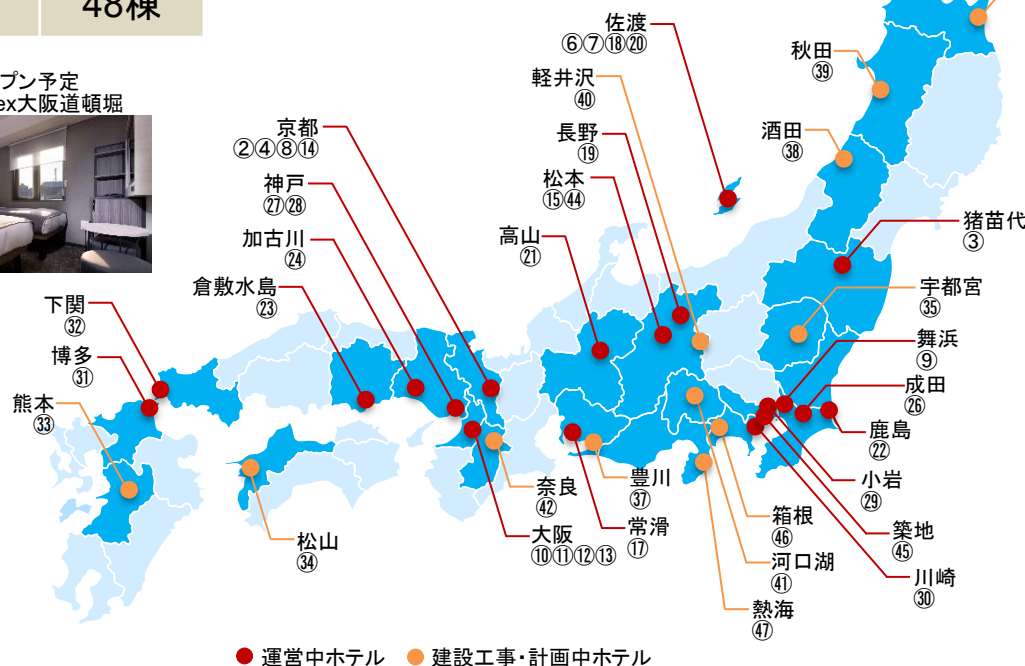 48棟
プン予定
ex大阪道頓堀
佐渡
⑥⑦⑱⑳
軽井沢
㊵
長野
⑲
松本
⑮㊹
高山
㉑
京都
②④⑧⑭
神戸
㉗㉘
加古川
㉔
倉敷水島
㉓
下関
㉜
博多
㉛
熊本
㉝
松山
㉞
秋田
㊴
酒田
㊳
猪苗代
③
宇都宮
㉟
舞浜
⑨
成田
㉖
鹿島
㉒
小岩
㉙
築地
㊺
川崎
㉚
箱根
㊻
河口湖
㊶
熱海
㊼
豊川
㊲
常滑
⑰
奈良
㊷
大阪
⑩⑪⑫⑬
運営中ホテル
建設工事・計画中ホテル